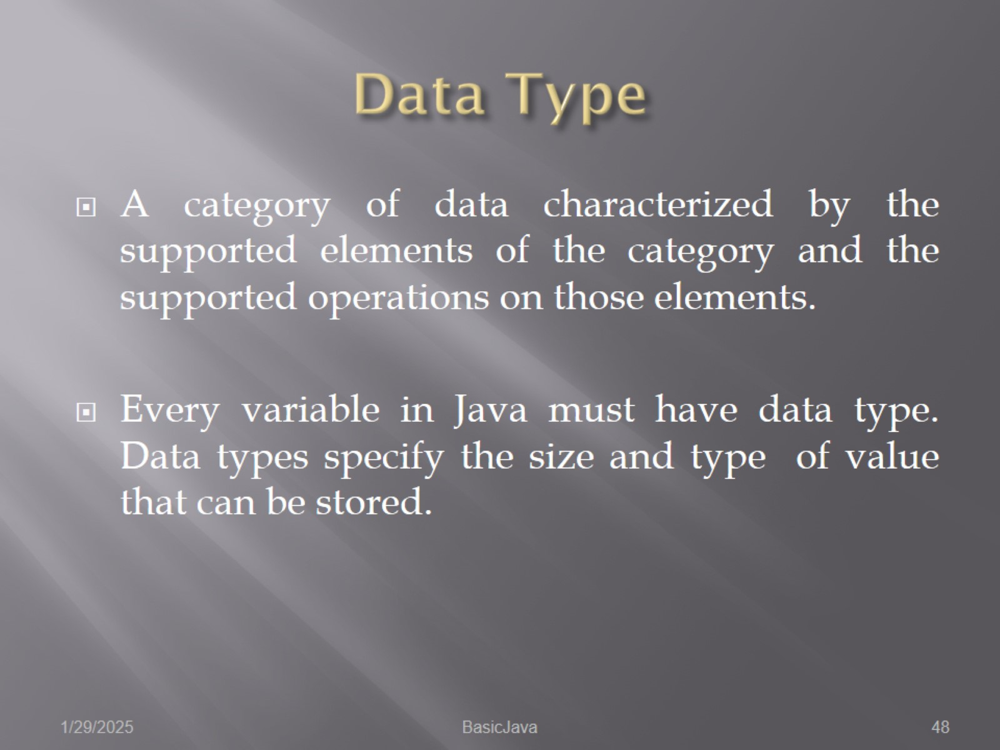 Data Type
A category of data characterized by the
supported elements of the category and the
supported operations on those elements.
Every variable in Java must have data type.
Data types specify the size and type of value
that can be stored.
1/29/2025
BasicJava
48